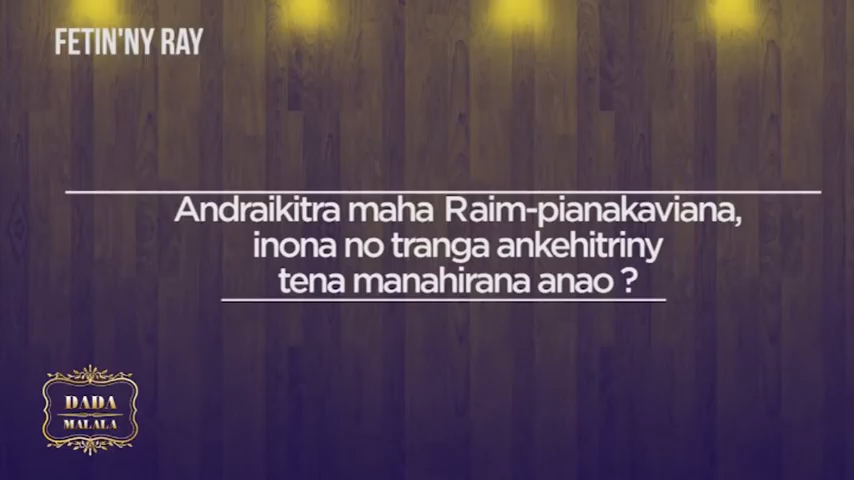 FETIN'NY RAY
Andraikitra maha Raim-pianakaviana,
inona no tranga ankehitriny
tena manahirana anao ?
DADA
MALALA